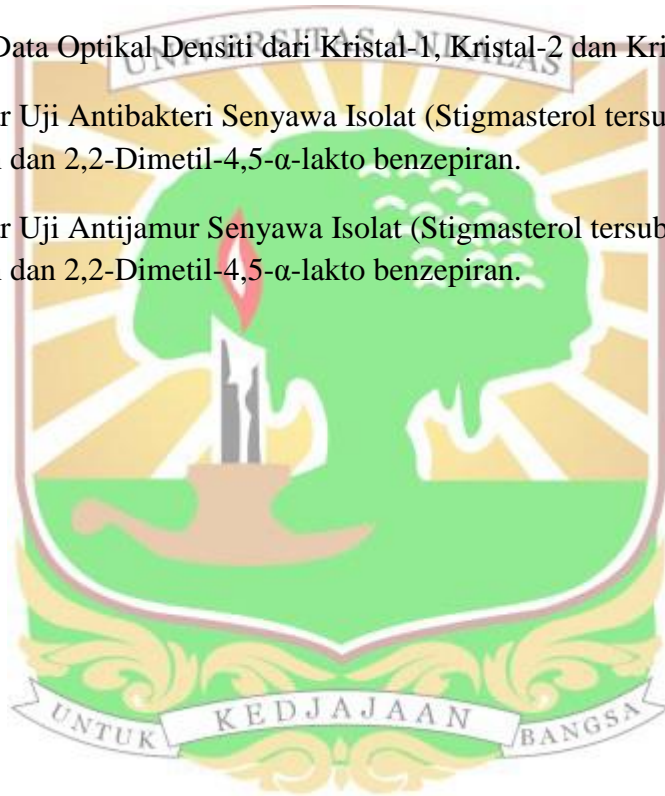 Data Optikal Densiti dari Kristal-1, Kristal-2 dan Kri
UNIVERSITAS ANDALAS
r Uji Antibakteri Senyawa Isolat (Stigmasterol tersu
dan 2,2-Dimetil-4,5-α-lakto benzepiran.
r Uji Antijamur Senyawa Isolat (Stigmasterol tersub
dan 2,2-Dimetil-4,5-α-lakto benzepiran.
UNTUK KEDJAJAAN BANGSA